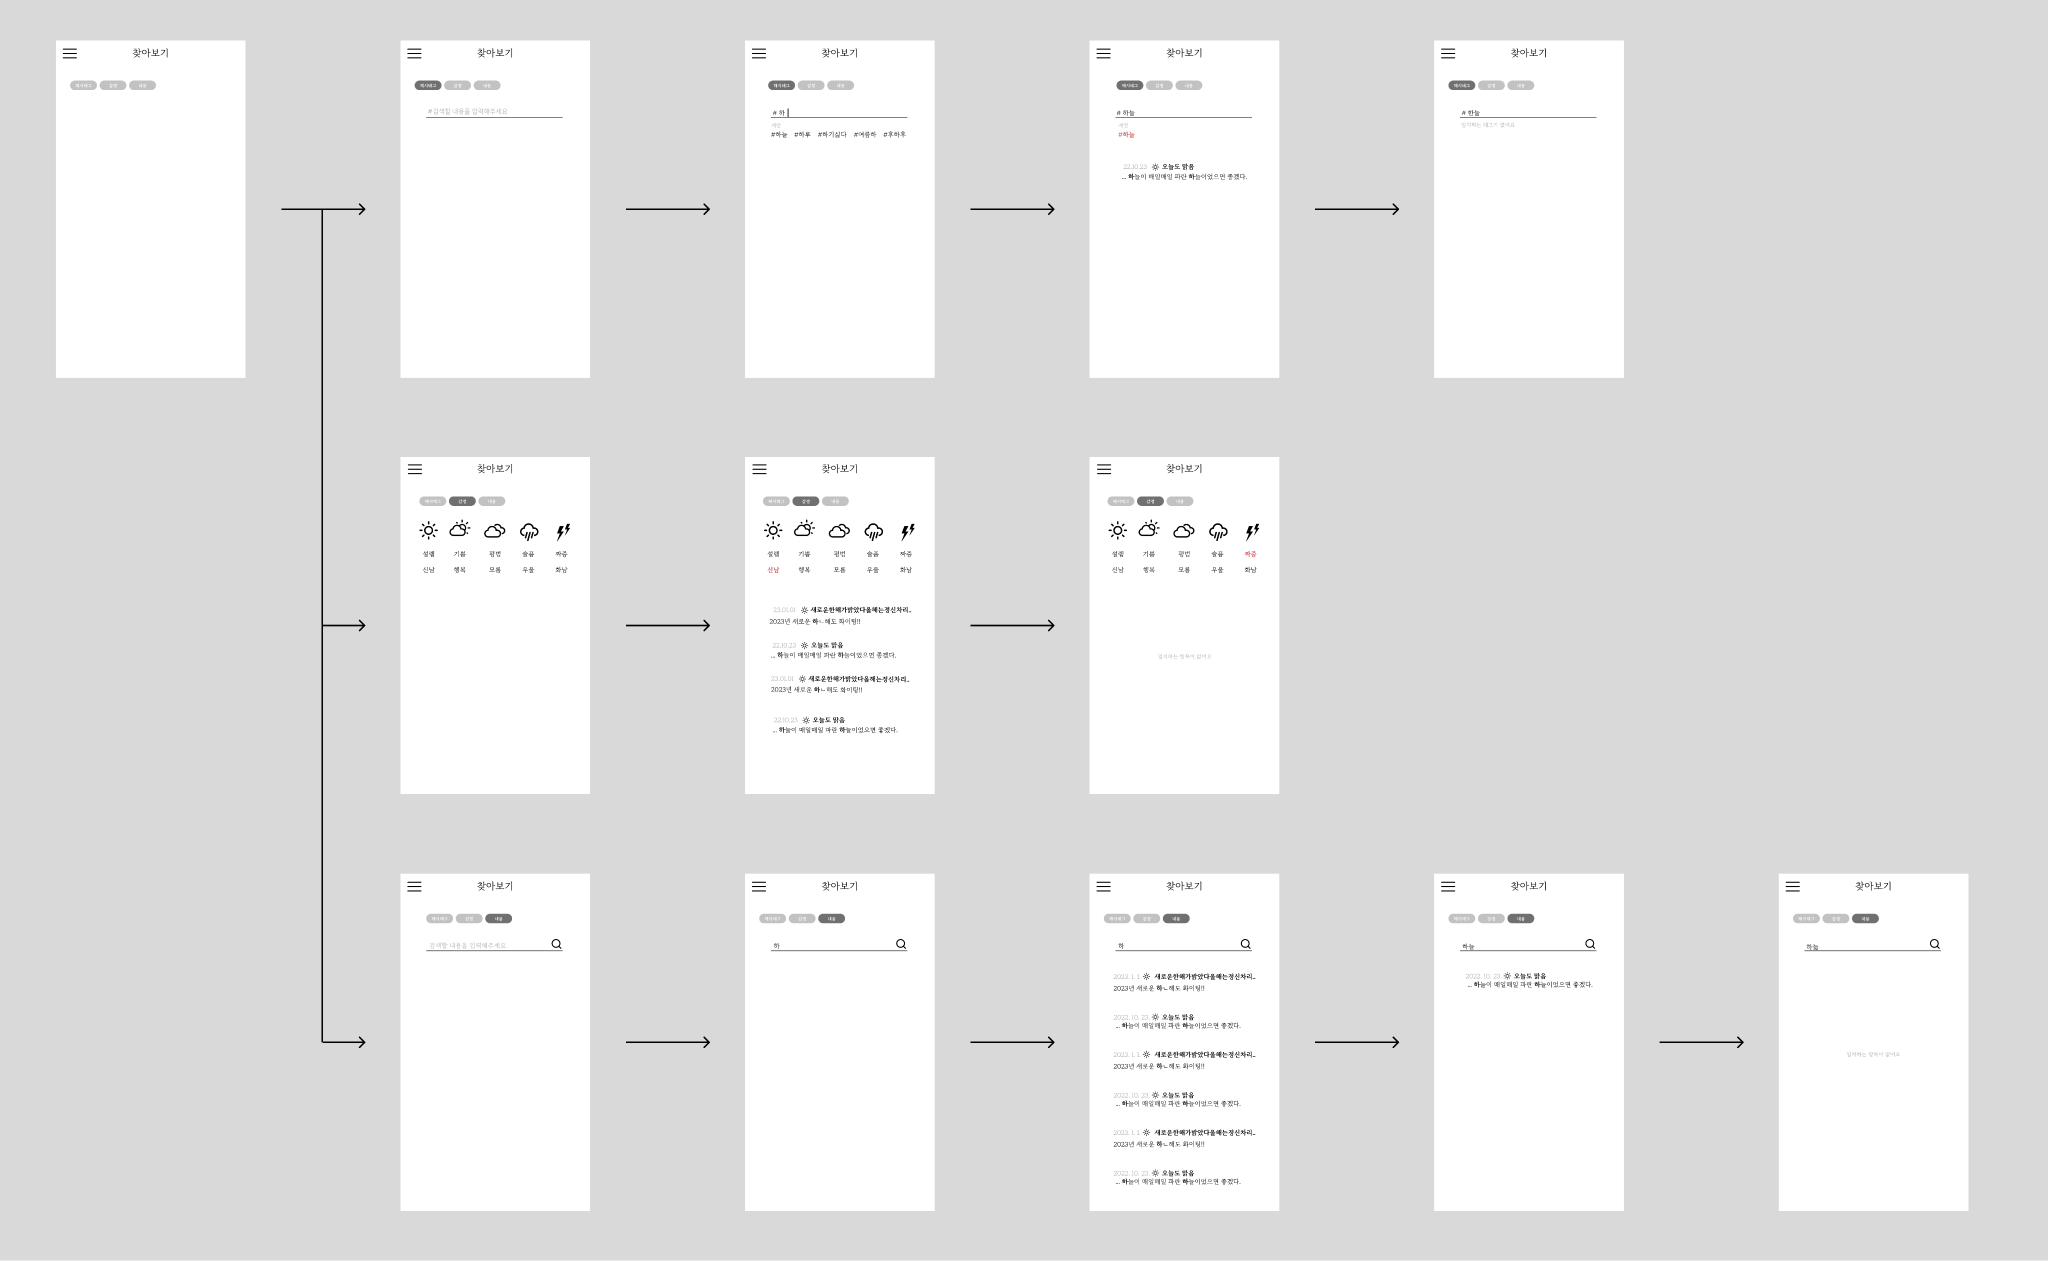 찾아보기
해시태그 감정 내용
찾아보기
해시태그 감정 내용
#검색할 내용을 입력해주세요
찾아보기
해시태그 감정 내용
# 하
#하늘 #하루 #하기싫다 #여름하 #후하후
찾아보기
해시태그 감정 내용
# 하늘
#하늘
22.10.23 오늘도 맑음
... 하늘이 매일매일 파란 하늘이었으면 좋겠다.
찾아보기
해시태그 감정 내용
# 한늘
일치하는 태그가 없어요
찾아보기
해시태그 감정 내용
설렘 기쁨 평범 슬픔 짜증
신남 행복 모름 우울 화남
찾아보기
해시태그 감정 내용
설렘 기쁨 평범 슬픔 짜증
신남 행복 모름 우울 화남
23.01.01 새로운한해가밝았다올해는정신차리..
2023년 새로운 하ㄴ해도 화이팅!!
22.10.23 오늘도 맑음
... 하늘이 매일매일 파란 하늘이었으면 좋겠다.
23.01.01 새로운한해가밝았다올해는정신차리..
2023년 새로운 하ㄴ해도 화이팅!!
22.10.23 오늘도 맑음
... 하늘이 매일매일 파란 하늘이었으면 좋겠다.
찾아보기
해시태그 감정 내용
설렘 기쁨 평범 슬픔 짜증
신남 행복 모름 우울 화남
일치하는 항목이 없어요
찾아보기
해시태그 감정 내용
검색할 내용을 입력해주세요
찾아보기
해시태그 감정 내용
하
찾아보기
해시태그 감정 내용
하
2023. 1. 1. 새로운한해가밝았다올해는정신차리..
2023년 새로운 하ㄴ해도 화이팅!!
2022. 10. 23. 오늘도 맑음
... 하늘이 매일매일 파란 하늘이었으면 좋겠다.
2023. 1. 1. 새로운한해가밝았다올해는정신차리..
2023년 새로운 하ㄴ해도 화이팅!!
2022. 10. 23. 오늘도 맑음
... 하늘이 매일매일 파란 하늘이었으면 좋겠다.
2023. 1. 1. 새로운한해가밝았다올해는정신차리..
2023년 새로운 하ㄴ해도 화이팅!!
2022. 10. 23. 오늘도 맑음
... 하늘이 매일매일 파란 하늘이었으면 좋겠다.
찾아보기
해시태그 감정 내용
하늘
2022. 10. 23. 오늘도 맑음
... 하늘이 매일매일 파란 하늘이었으면 좋겠다.
찾아보기
해시태그 감정 내용
하늘
일치하는 항목이 없어요